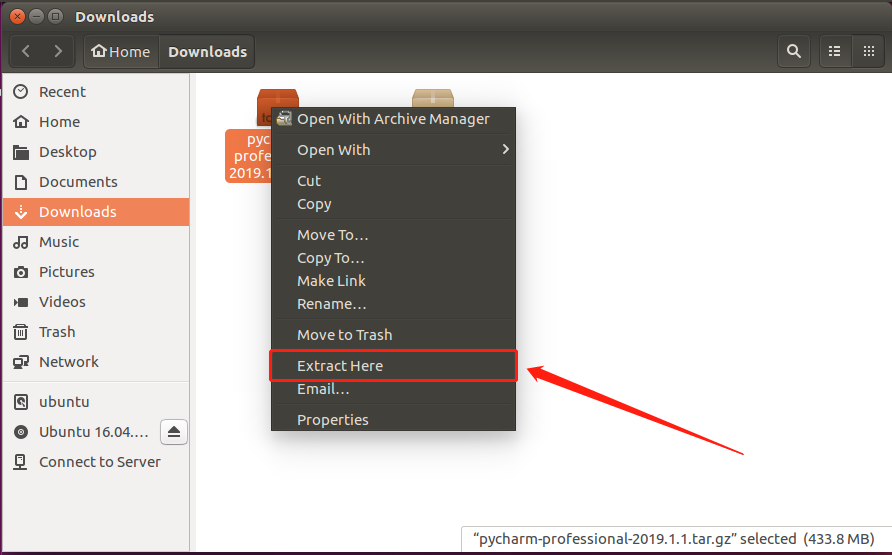 Downloads
Home
Downloads
Recent
Home
Desktop
Documents
Downloads
Music
Pictures
Videos
Trash
Network
ubuntu
Ubuntu 16.04....
Connect to Server
pyc
profe
2019.1
Open With Archive Manager
Open With
Cut
Copy
Move To...
Copy To...
Make Link
Rename...
Move to Trash
Extract Here
Email...
Properties
“pycharm-professional-2019.1.1.tar.gz” selected (433.8 MB)